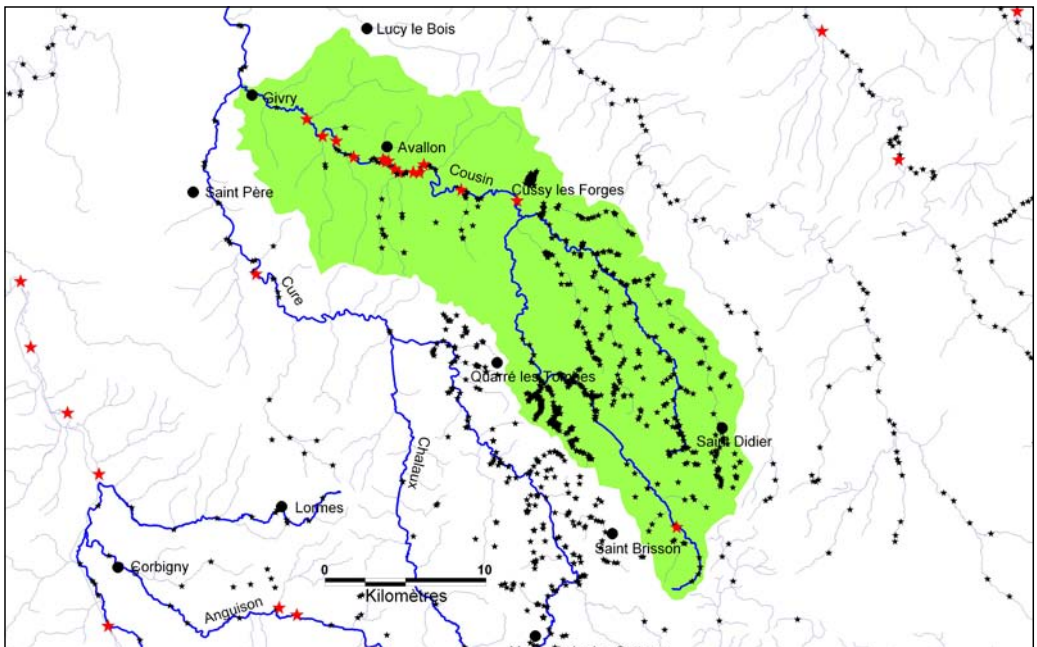 Lucy le Bois
Givry
Avallon
Cousin
Saint Père
Cussy les Forges
Cure
Quarré les Tombes
Chalaux
Saint Didier
Lormes
Saint Brisson
Corbigny
0
10
Kilomètres
Anguison